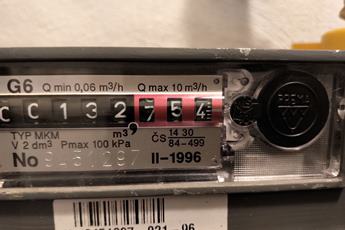 G6 Q min 0,06 m³/h Q max 10 m³/h
0 0 1 3 2 7 5 4
TYP MKM m³, ČS 14 30
V 2 dm³ Pmax 100 kPa 84-499
No II-1996